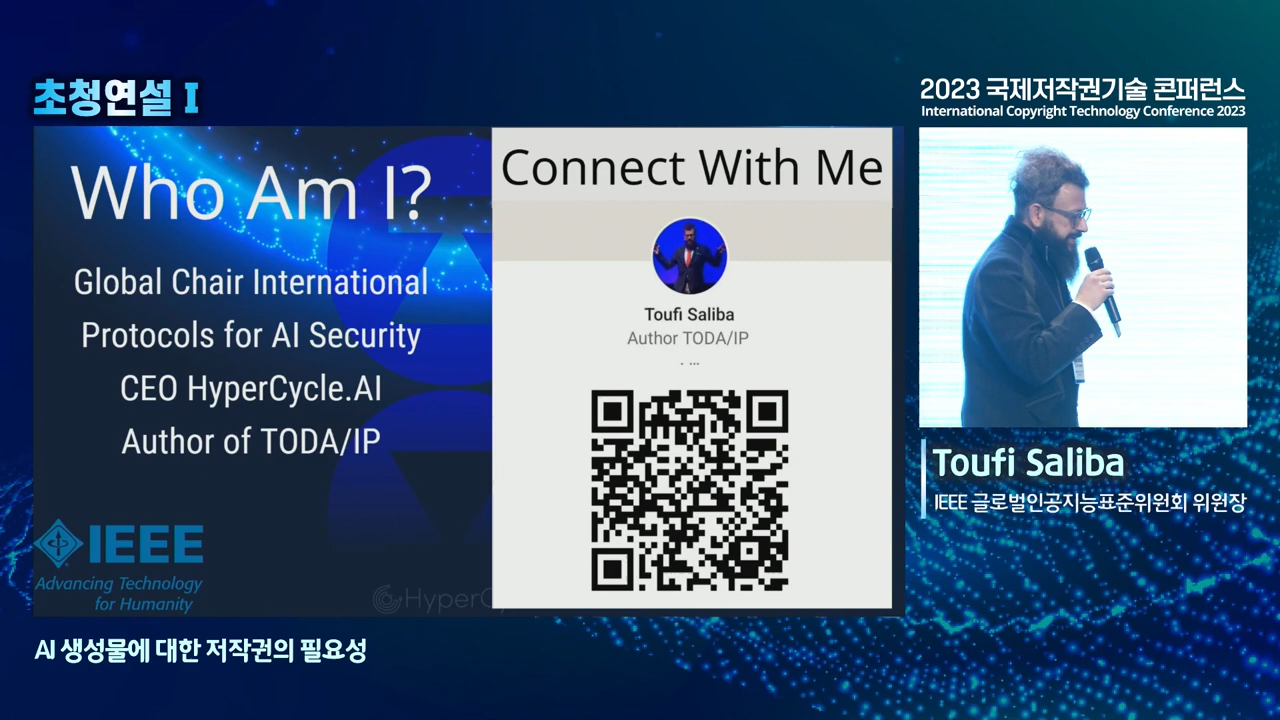 초청연설 I
2023 국제저작권기술 콘퍼런스
International Copyright Technology Conference 2023
Who Am I?
Global Chair International
Protocols for AI Security
CEO HyperCycle.AI
Author of TODA/IP
IEEE
Advancing Technology
for Humanity
HyperC
Connect With Me
Toufi Saliba
Author TODA/IP
. ...
Toufi Saliba
IEEE 글로벌인공지능표준위원회 위원장
AI 생성물에 대한 저작권의 필요성